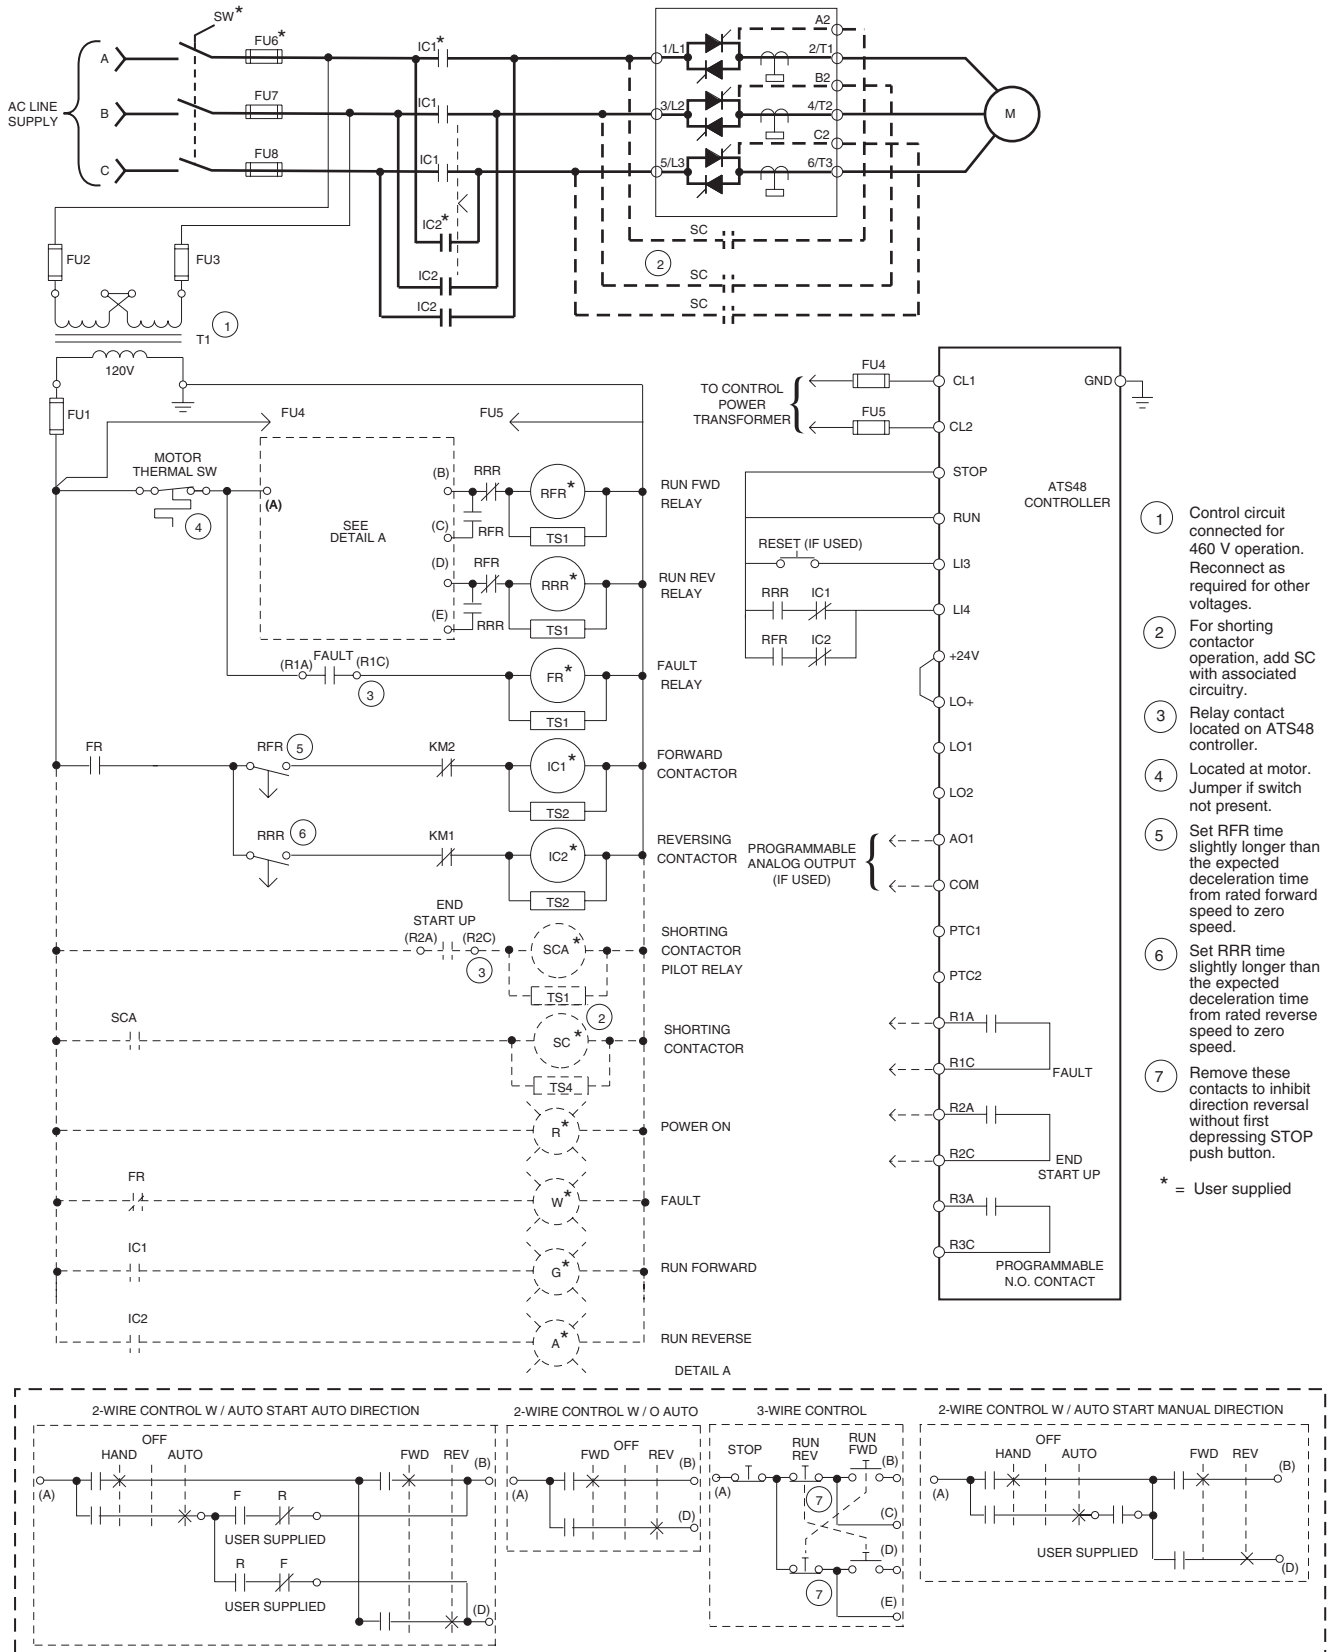 SW*
A2
FU6*
IC1*
1/L1
2/T1
A
B2
AC LINE
SUPPLY
B
FU7
IC1
3/L2
4/T2
M
C2
C
FU8
IC1
5/L3
6/T3
IC2*
SC
2
FU2
FU3
IC2
SC
IC2
SC
T1
1
120V
FU1
FU4
FU5
TO CONTROL
POWER
TRANSFORMER
FU4
CL1
GND
FU5
CL2
MOTOR
THERMAL SW
4
(A)
SEE
DETAIL A
(B)
RRR
RFR*
RUN FWD
RELAY
(C)
RFR
TS1
(D)
RFR
RRR*
RUN REV
RELAY
(E)
RRR
TS1
STOP
ATS48
CONTROLLER
RUN
RESET (IF USED)
LI3
RRR
IC1
LI4
RFR
IC2
+24V
LO+
LO1
LO2
(R1A)
FAULT
(R1C)
3
FR*
FAULT
RELAY
TS1
FR
RFR
5
KM2
IC1*
FORWARD
CONTACTOR
TS2
RRR
6
KM1
IC2*
REVERSING
CONTACTOR
TS2
PROGRAMMABLE
ANALOG OUTPUT
(IF USED)
AO1
COM
PTC1
PTC2
END
START UP
(R2A)
(R2C)
3
SCA*
SHORTING
CONTACTOR
PILOT RELAY
TS1
SCA
2
SC*
SHORTING
CONTACTOR
TS4
R1A
R1C
FAULT
R2A
R2C
END
START UP
R3A
R3C
PROGRAMMABLE
N.O. CONTACT
R*
POWER ON
FR
W*
FAULT
IC1
G*
RUN FORWARD
IC2
A*
RUN REVERSE
1
Control circuit
connected for
460 V operation.
Reconnect as
required for other
voltages.
2
For shorting
contactor
operation, add SC
with associated
circuitry.
3
Relay contact
located on ATS48
controller.
4
Located at motor.
Jumper if switch
not present.
5
Set RFR time
slightly longer than
the expected
deceleration time
from rated forward
speed to zero
speed.
6
Set RRR time
slightly longer than
the expected
deceleration time
from rated reverse
speed to zero
speed.
7
Remove these
contacts to inhibit
direction reversal
without first
depressing STOP
push button.
* = User supplied
DETAIL A
2-WIRE CONTROL W / AUTO START AUTO DIRECTION
OFF
HAND
AUTO
FWD
REV
(B)
(A)
F
R
USER SUPPLIED
R
F
USER SUPPLIED
(D)
2-WIRE CONTROL W / O AUTO
OFF
FWD
REV
(B)
(A)
(D)
3-WIRE CONTROL
STOP
RUN
REV
RUN
FWD
(B)
(A)
7
(C)
(D)
7
(E)
2-WIRE CONTROL W / AUTO START MANUAL DIRECTION
OFF
HAND
AUTO
FWD
REV
(B)
(A)
USER SUPPLIED
(D)